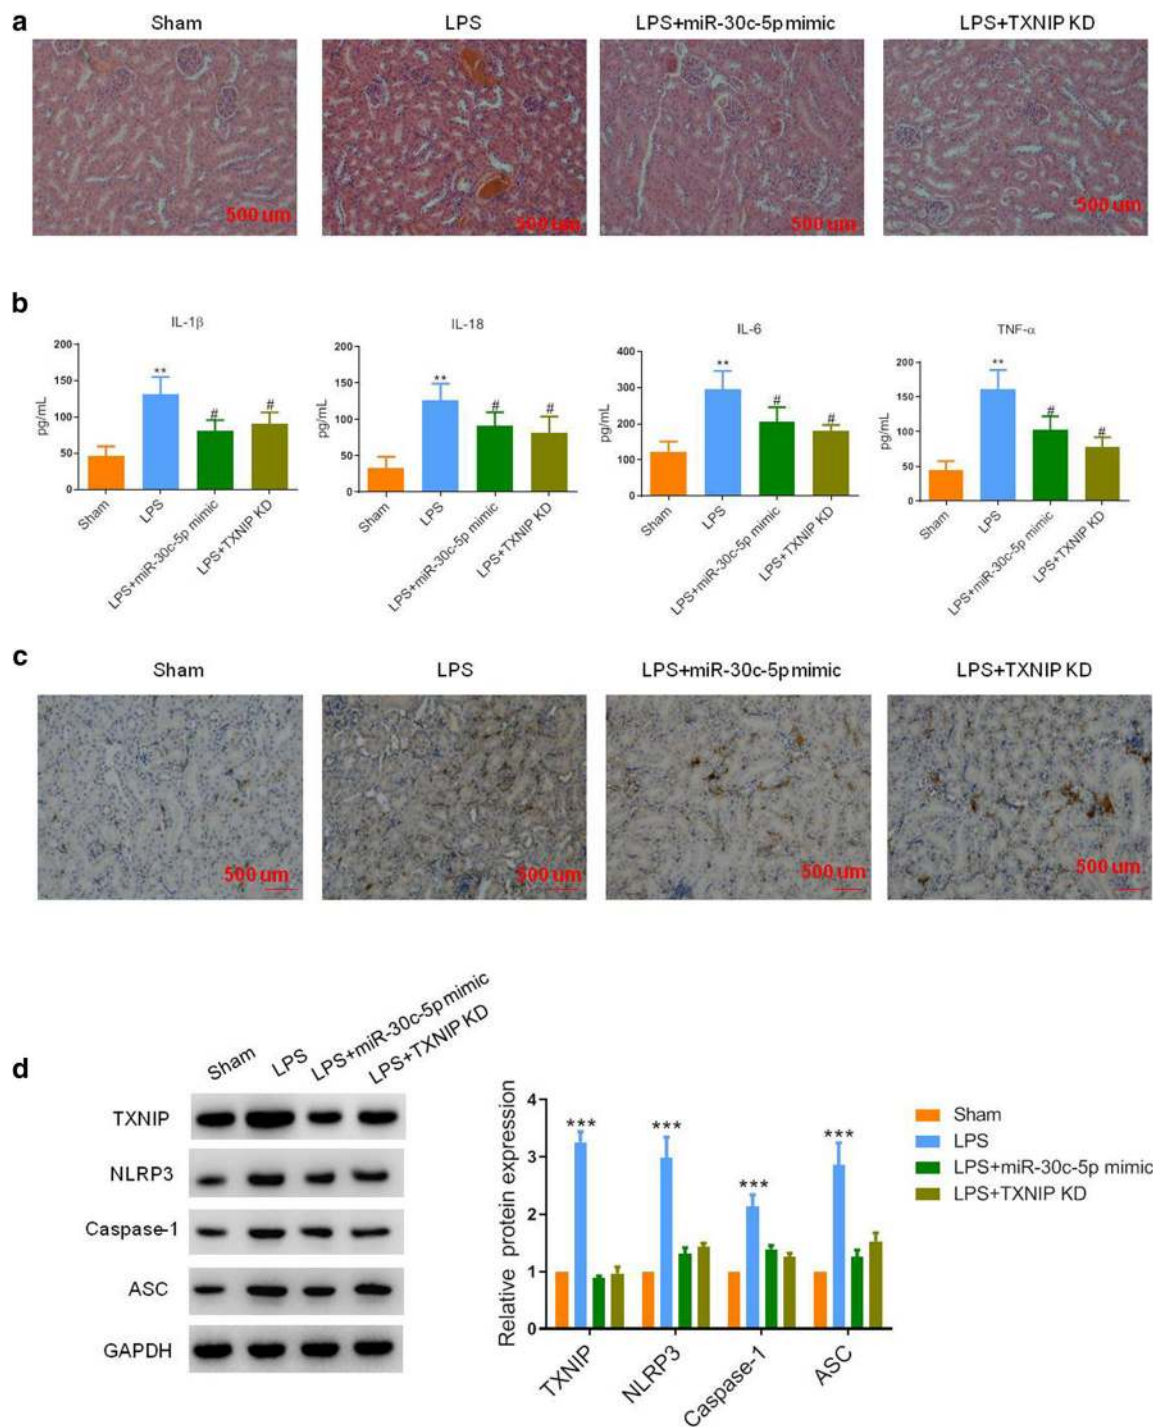 a
Sham LPS LPS+miR-30c-5p mimic LPS+TXNIP KD
500 um 500 um 500 um 500 um
b
IL-1β IL-18 IL-6 TNF-α
pg/mL
200
150
100
50
0
** # #
Sham LPS LPS+miR-30c-5p mimic LPS+TXNIP KD
pg/mL
200
150
100
50
0
** # #
Sham LPS LPS+miR-30c-5p mimic LPS+TXNIP KD
pg/mL
400
300
200
100
0
** # #
Sham LPS LPS+miR-30c-5p mimic LPS+TXNIP KD
pg/mL
200
150
100
50
0
** # #
Sham LPS LPS+miR-30c-5p mimic LPS+TXNIP KD
c
Sham LPS LPS+miR-30c-5p mimic LPS+TXNIP KD
500 um 500 um 500 um 500 um
d
Sham LPS LPS+miR-30c-5p mimic LPS+TXNIP KD
TXNIP
NLRP3
Caspase-1
ASC
GAPDH
Relative protein expression
4
3
2
1
0
*** *** *** ***
TXNIP NLRP3 Caspase-1 ASC
Sham
LPS
LPS+miR-30c-5p mimic
LPS+TXNIP KD